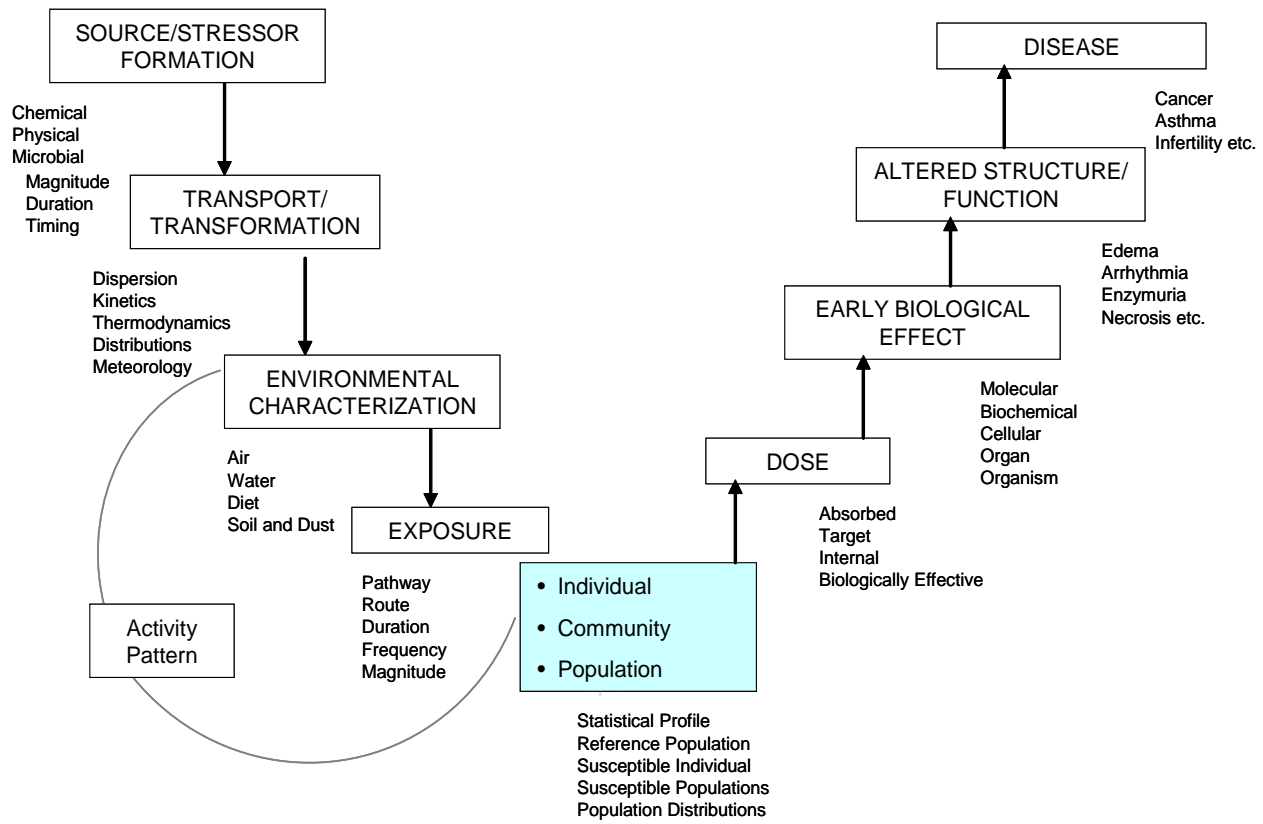 SOURCE/STRESSOR
FORMATION
Chemical
Physical
Microbial
Magnitude
Duration
Timing
TRANSPORT/
TRANSFORMATION
Dispersion
Kinetics
Thermodynamics
Distributions
Meteorology
ENVIRONMENTAL
CHARACTERIZATION
Air
Water
Diet
Soil and Dust
EXPOSURE
Pathway
Route
Duration
Frequency
Magnitude
Activity
Pattern
• Individual
• Community
• Population
Statistical Profile
Reference Population
Susceptible Individual
Susceptible Populations
Population Distributions
DOSE
Absorbed
Target
Internal
Biologically Effective
EARLY BIOLOGICAL
EFFECT
Molecular
Biochemical
Cellular
Organ
Organism
ALTERED STRUCTURE/
FUNCTION
Edema
Arrhythmia
Enzymuria
Necrosis etc.
DISEASE
Cancer
Asthma
Infertility etc.